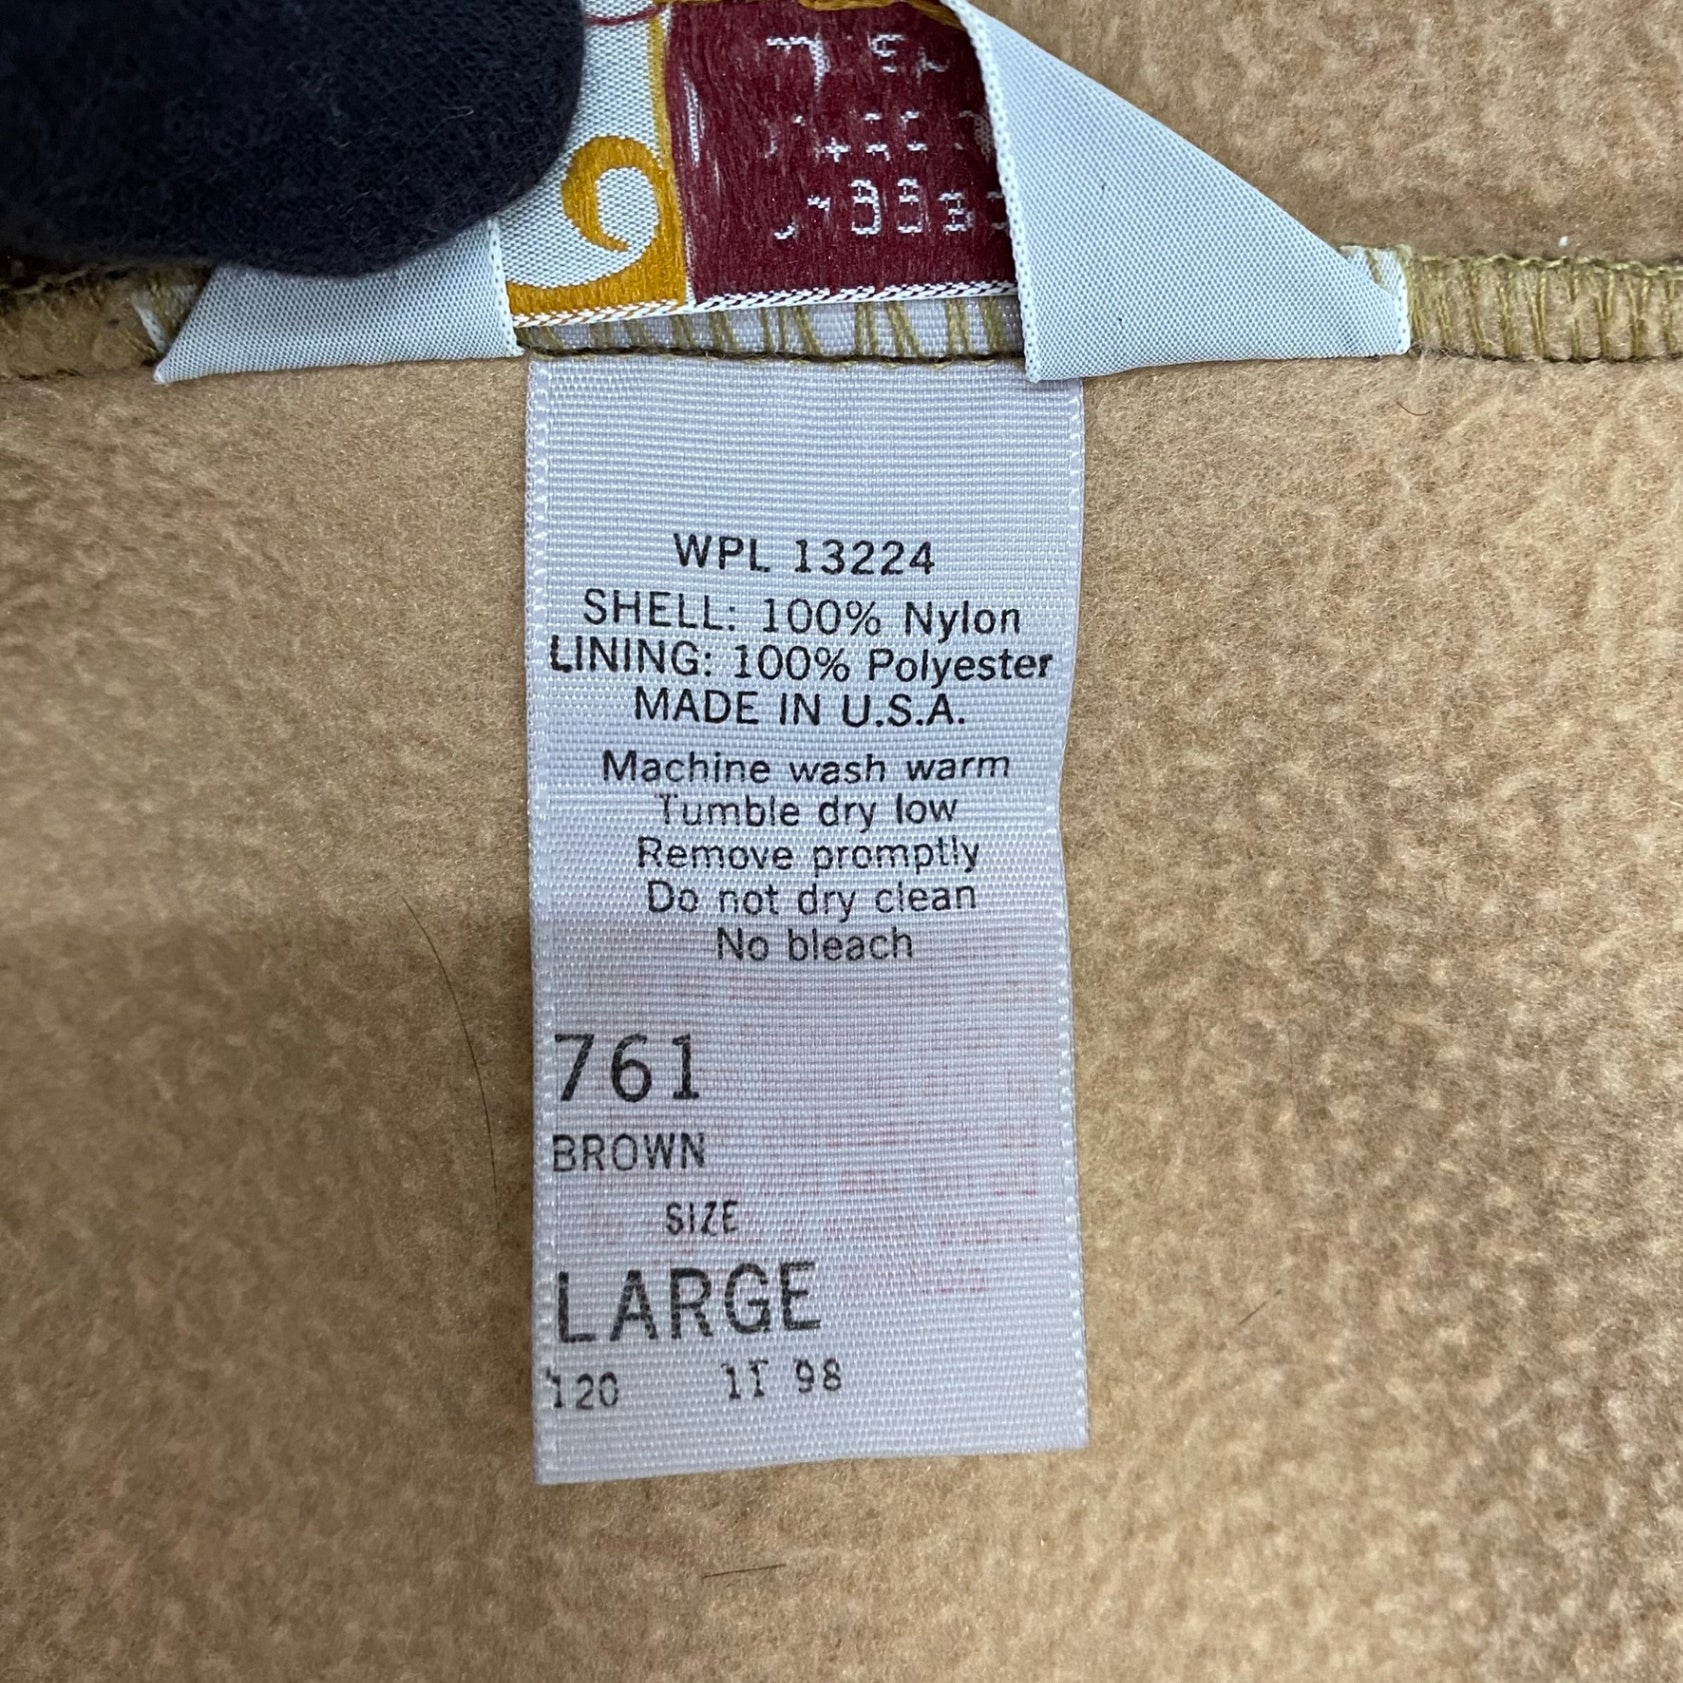 WPL 13224
SHELL: 100% Nylon
LINING: 100% Polyester
MADE IN U.S.A.
Machine wash warm
Tumble dry low
Remove promptly
Do not dry clean
No bleach
761
BROWN
SIZE
LARGE
120 11 98